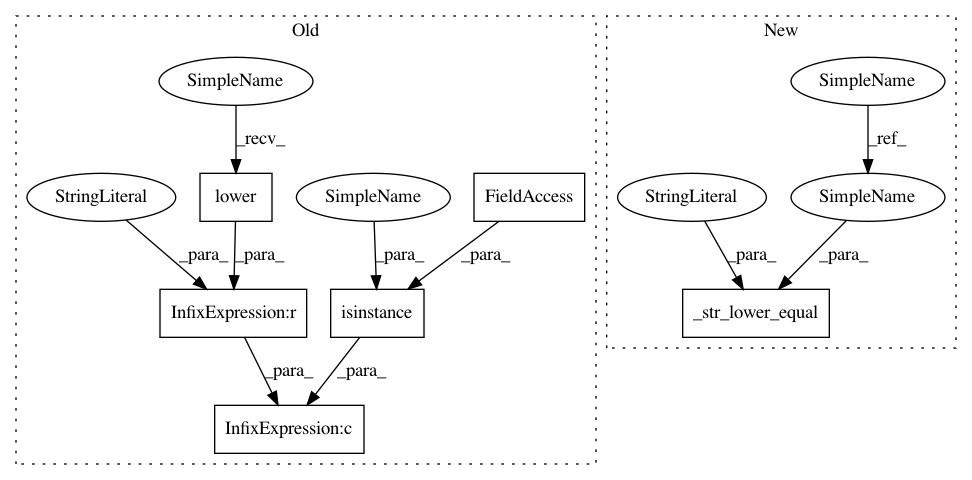 Old
New
SimpleName
SimpleName
_recv_
_ref_
StringLiteral
lower
SimpleName
FieldAccess
StringLiteral
SimpleName
_para_
_para_
_para_
_para_
_para_
_para_
InfixExpression:r
isinstance
_str_lower_equal
_para_
_para_
InfixExpression:c